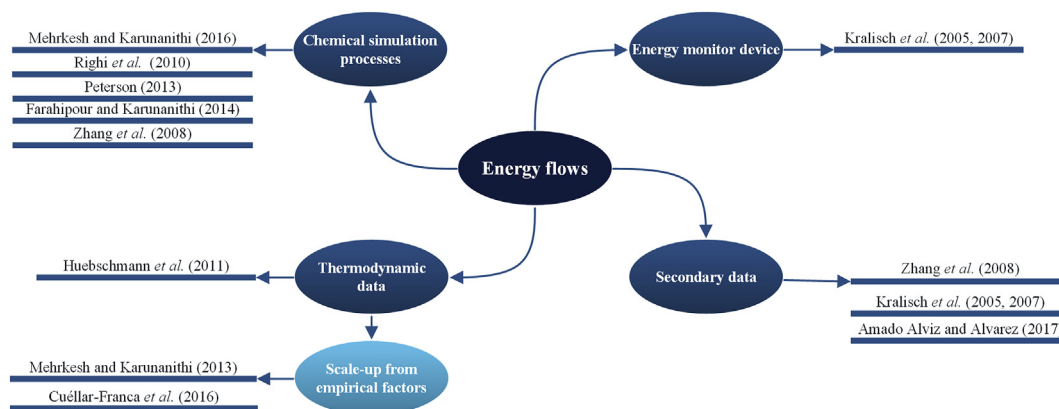 Mehrkesh and Karunanithi (2016)
Righi et al. (2010)
Peterson (2013)
Farahipour and Karunanithi (2014)
Zhang et al. (2008)
Chemical simulation
processes
Energy monitor device
Kralisch et al. (2005, 2007)
Energy flows
Huebschmann et al. (2011)
Thermodynamic
data
Secondary data
Zhang et al. (2008)
Kralisch et al. (2005, 2007)
Amado Alviz and Alvarez (2017)
Mehrkesh and Karunanithi (2013)
Cuéllar-Franca et al. (2016)
Scale-up from
empirical factors